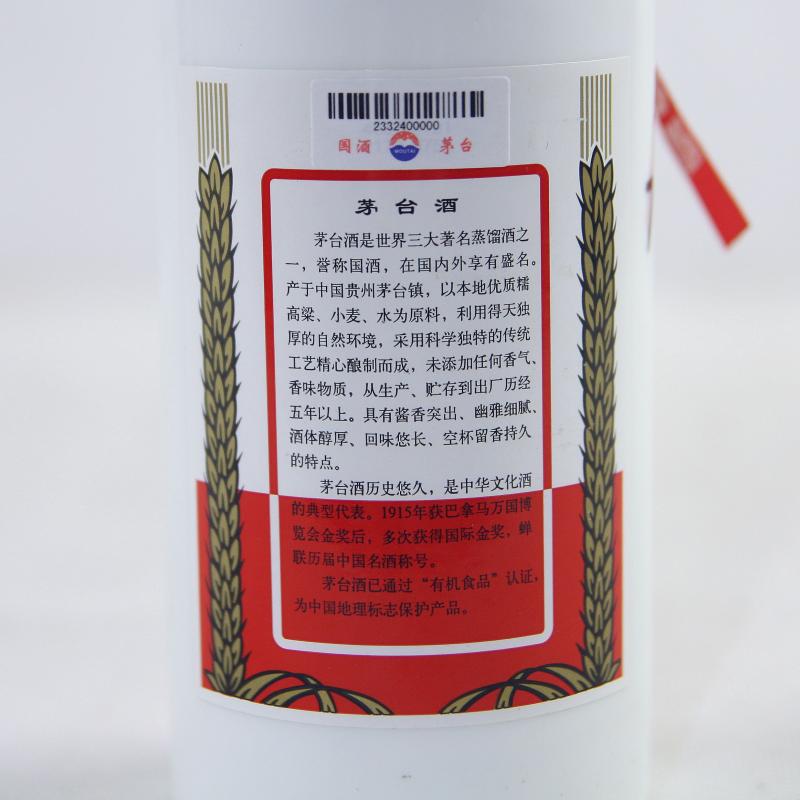 2332400000
国酒 MOUTAI 茅台
茅台酒
茅台酒是世界三大著名蒸馏酒之
一，誉称国酒，在国内外享有盛名。
产于中国贵州茅台镇，以本地优质糯
高粱、小麦、水为原料，利用得天独
厚的自然环境，采用科学独特的传统
工艺精心酿制而成，未添加任何香气、
香味物质，从生产、贮存到出厂历经
五年以上。具有酱香突出、幽雅细腻、
酒体醇厚、回味悠长、空杯留香持久
的特点。
茅台酒历史悠久，是中华文化酒
的典型代表。1915年获巴拿马万国博
览会金奖后，多次获得国际金奖，蝉
联历届中国名酒称号。
茅台酒已通过“有机食品”认证，
为中国地理标志保护产品。